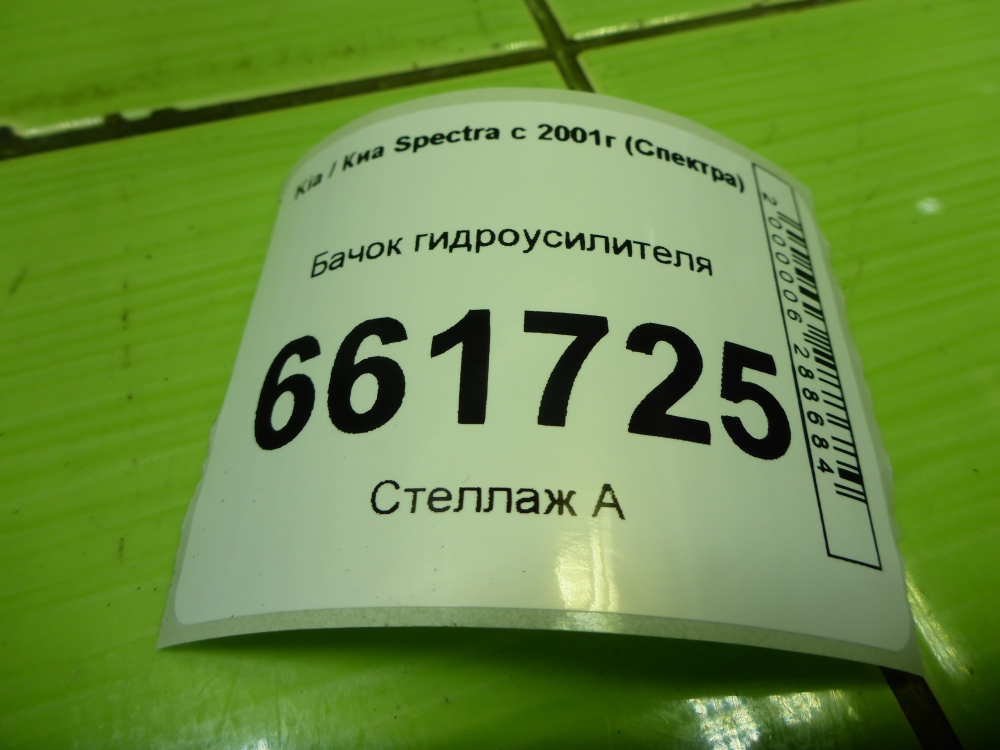 Kia / Киа Spectra с 2001г (Спектра)
Бачок гидроусилителя
661725
Стеллаж А
2000006288684